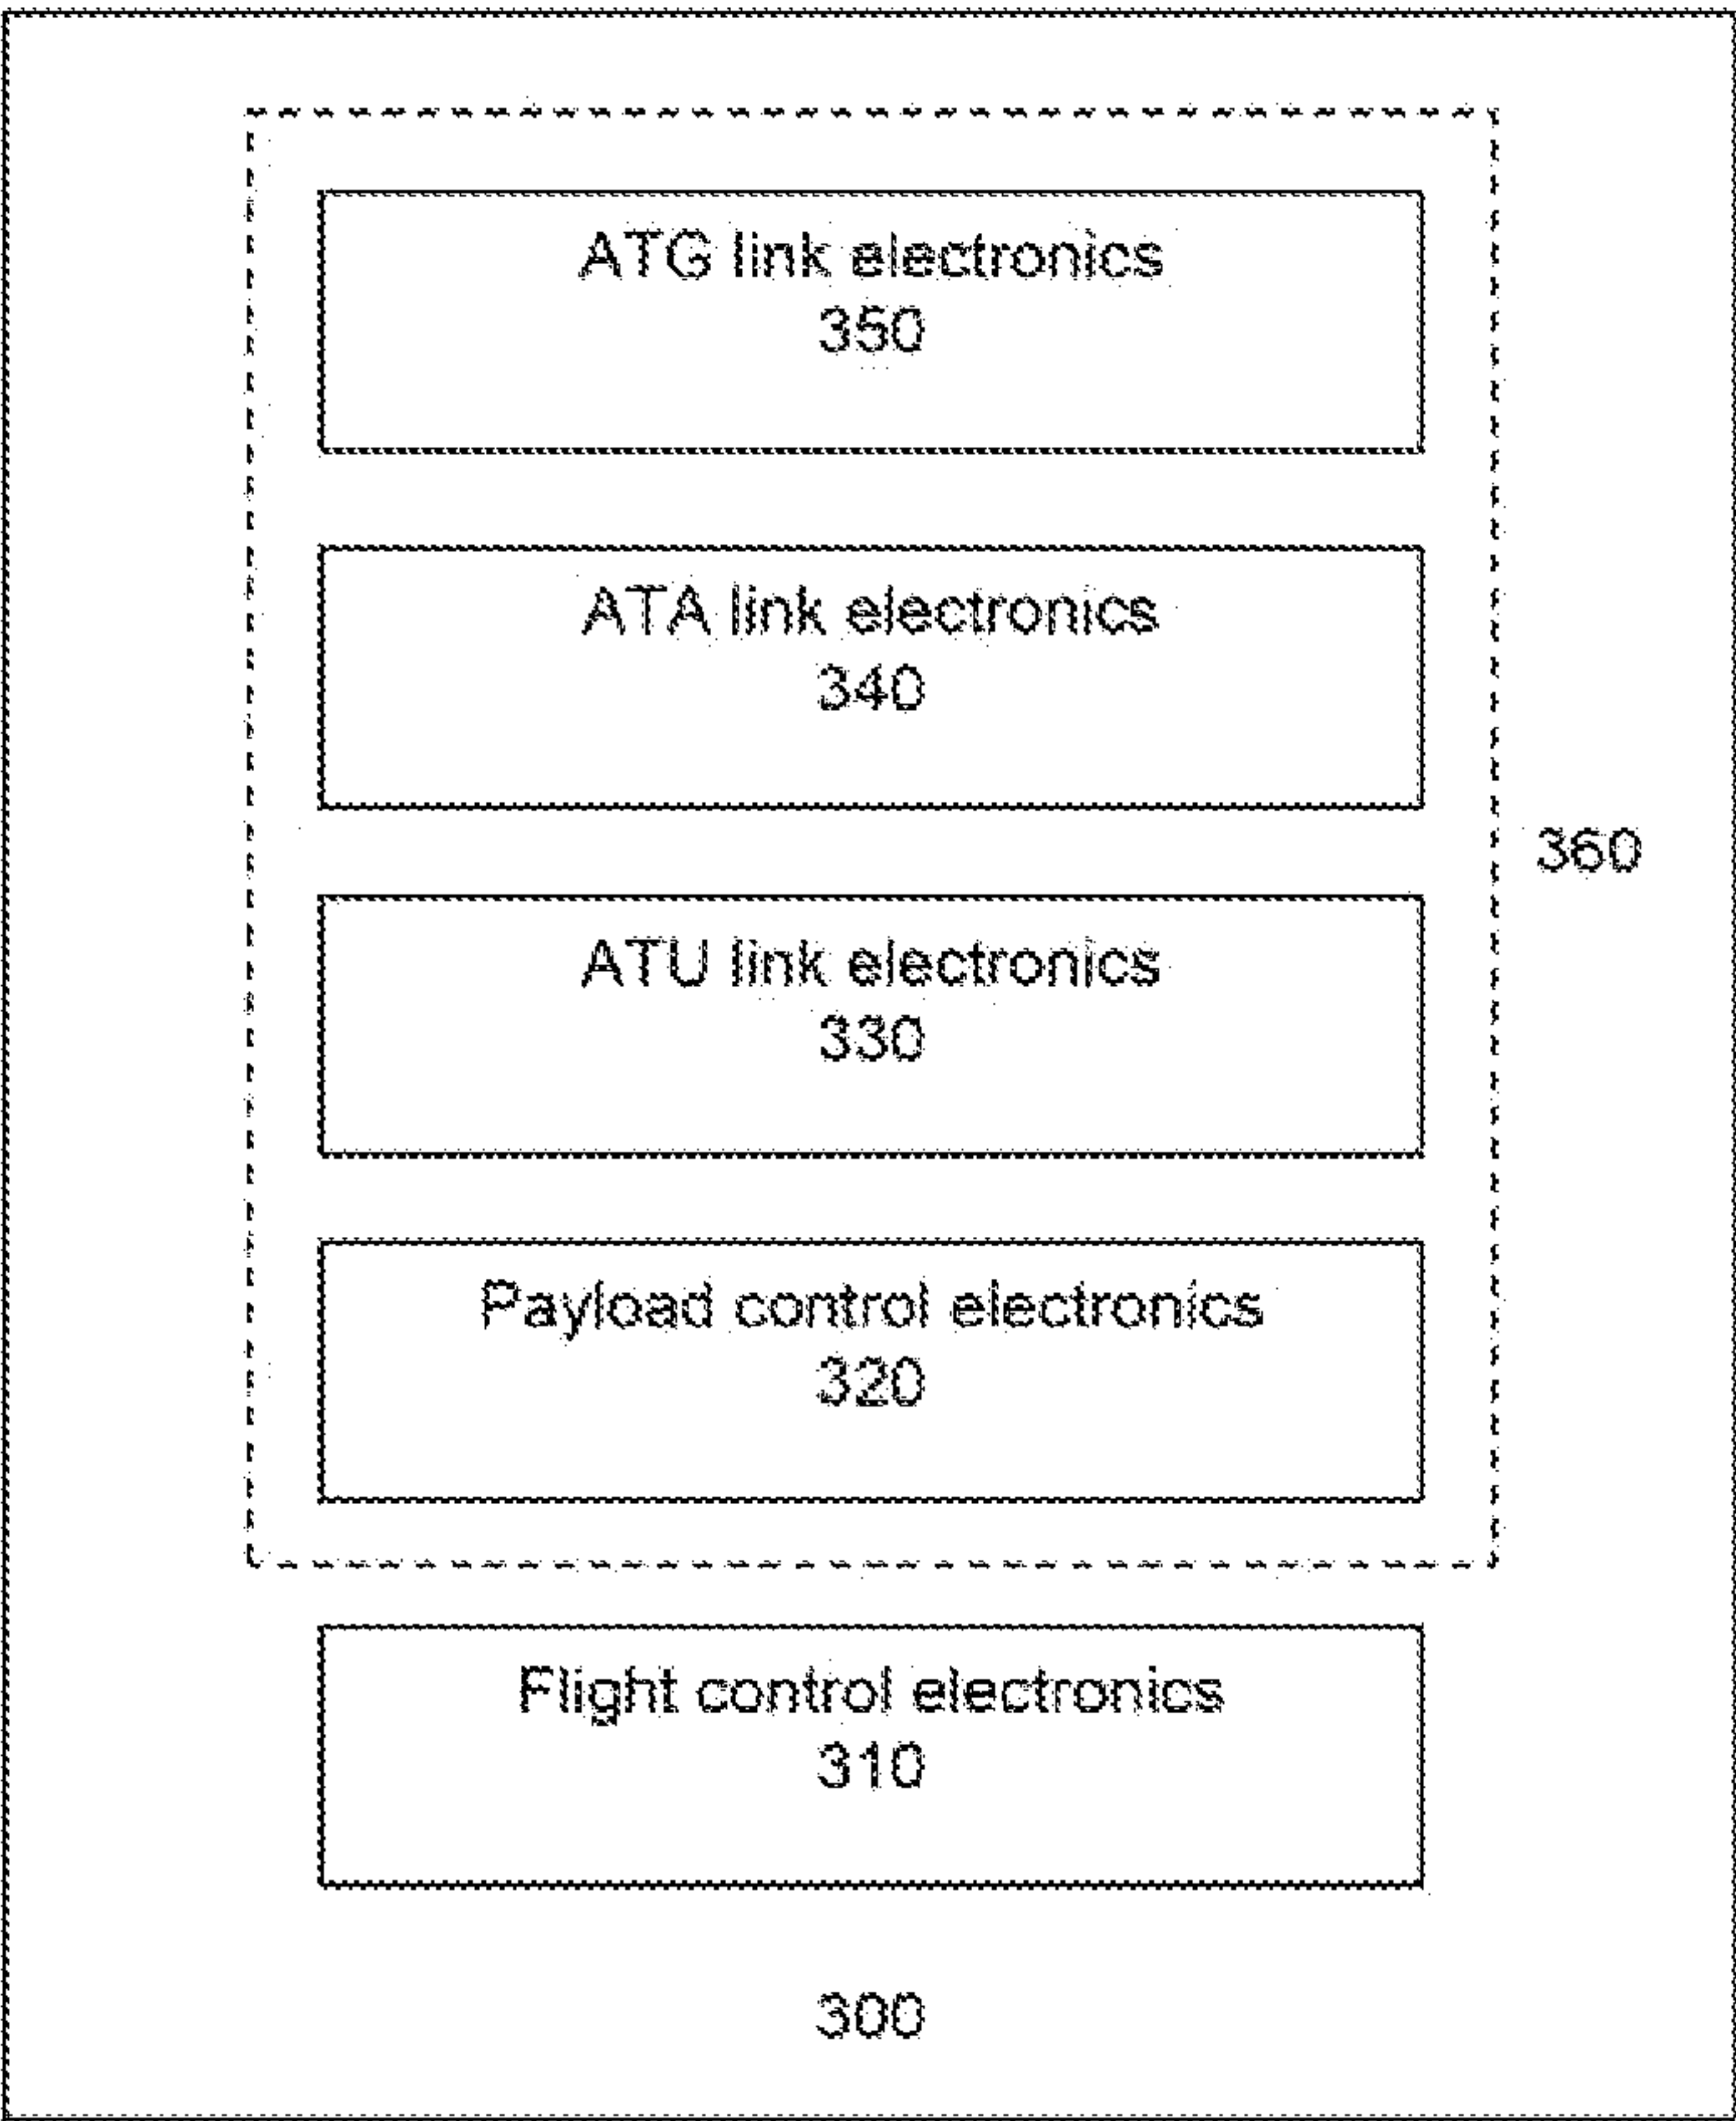 ATG link electronics
350
ATA link electronics
340
360
ATU link electronics
330
Payload control electronics
320
Flight control electronics
310
300